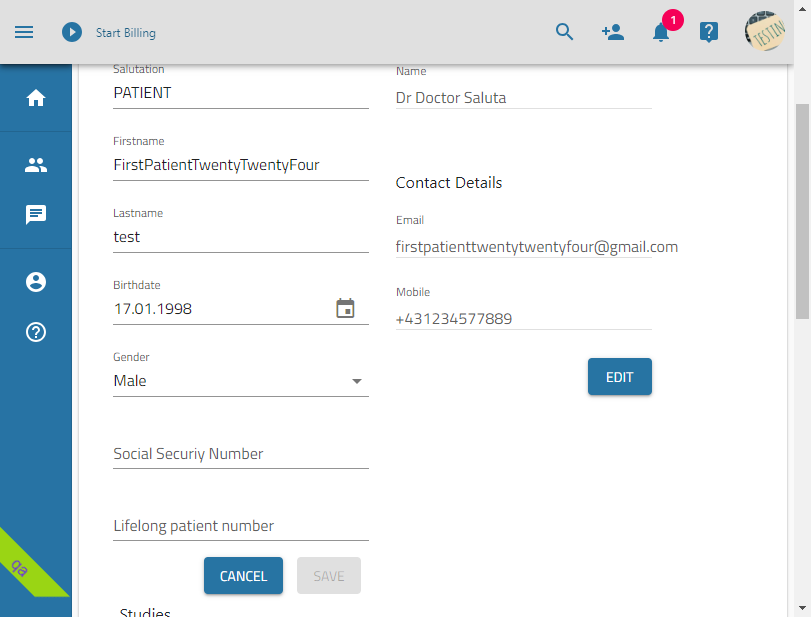 Start Billing
1
TESTIN
Salutation
PATIENT
Firstname
FirstPatientTwentyTwentyFour
Lastname
test
Birthdate
17.01.1998
Gender
Male
Social Securiy Number
Lifelong patient number
CANCEL
SAVE
Studies
Name
Dr Doctor Saluta
Contact Details
Email
firstpatienttwentytwentyfour@gmail.com
Mobile
+431234577889
EDIT
qa